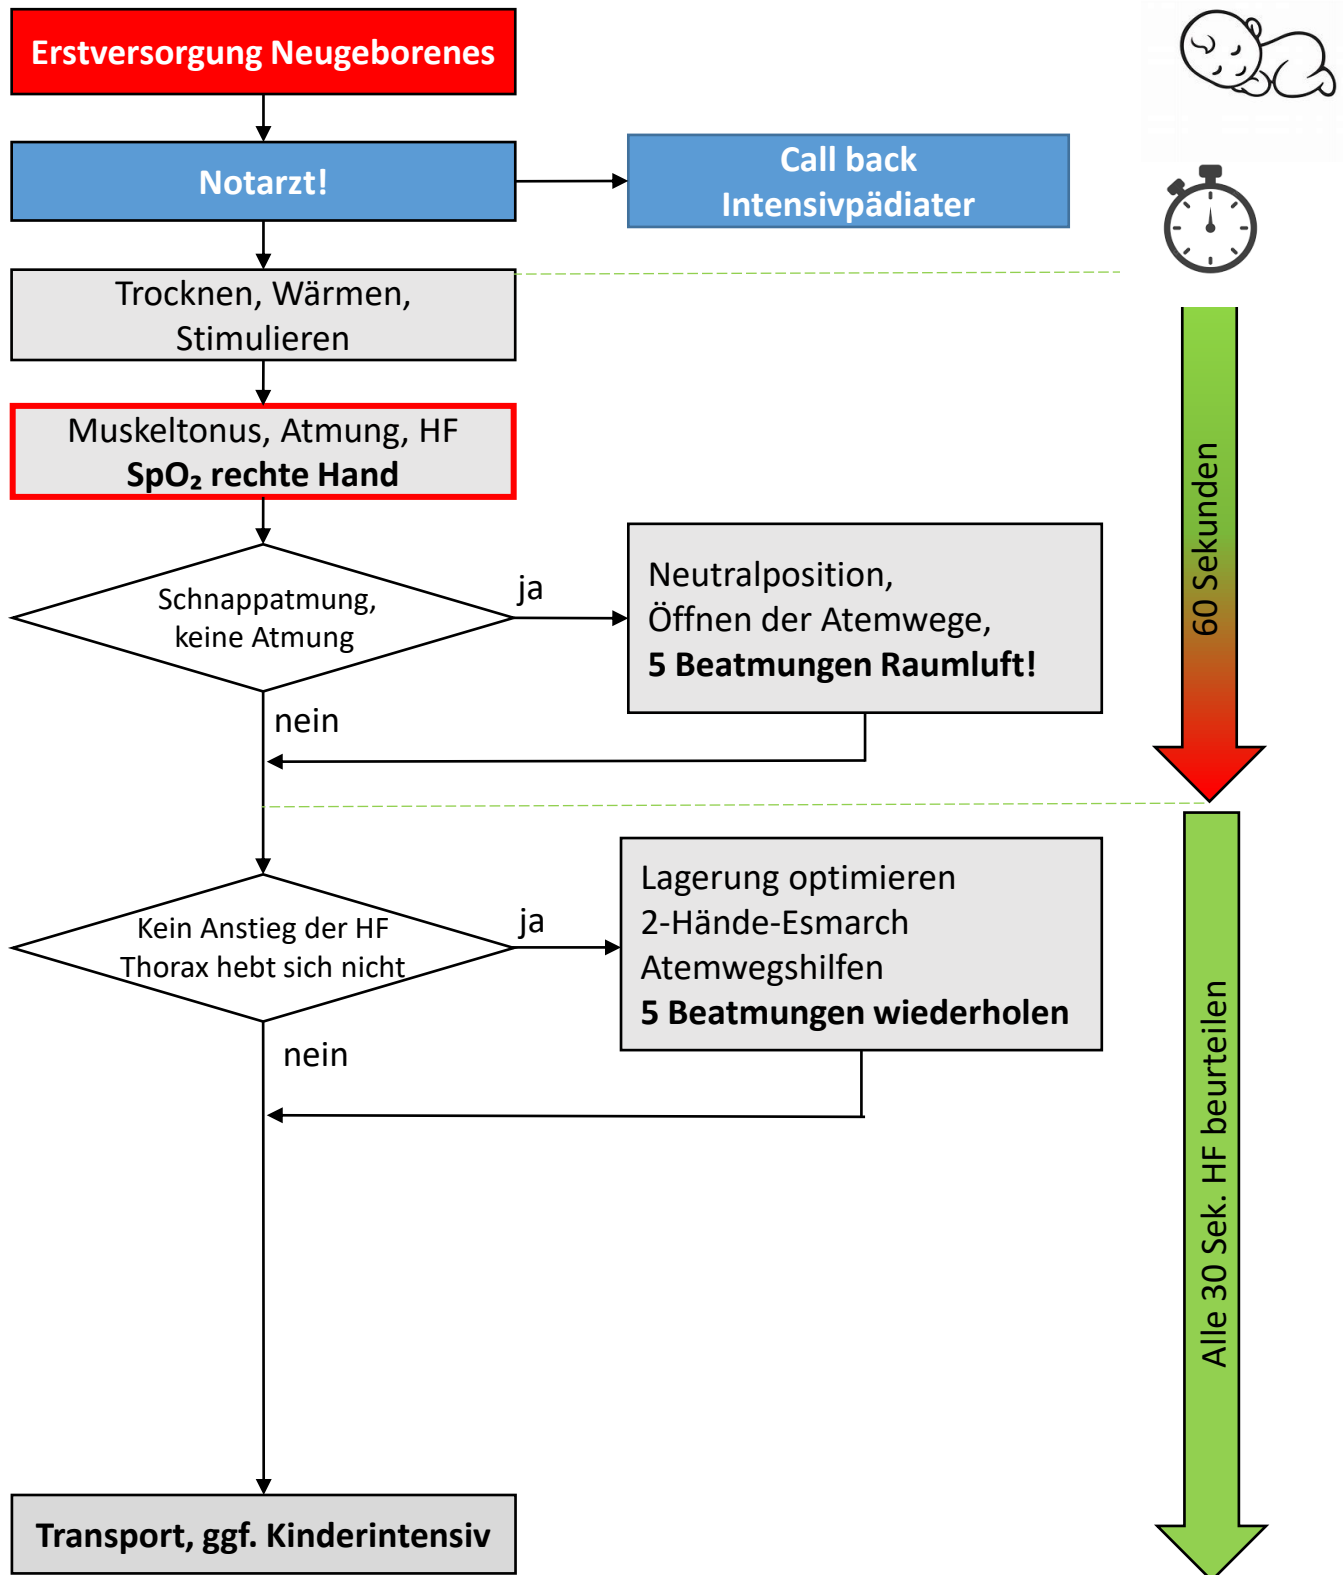 Erstversorgung Neugeborenes
Notarzt!
Call back
Intensivpädiater
Trocknen, Wärmen,
Stimulieren
Muskeltonus, Atmung, HF
SpO₂ rechte Hand
Schnappatmung,
keine Atmung
ja
Neutralposition,
Öffnen der Atemwege,
5 Beatmungen Raumluft!
nein
60 Sekunden
Kein Anstieg der HF
Thorax hebt sich nicht
ja
Lagerung optimieren
2-Hände-Esmarch
Atemwegshilfen
5 Beatmungen wiederholen
nein
Alle 30 Sek. HF beurteilen
Transport, ggf. Kinderintensiv